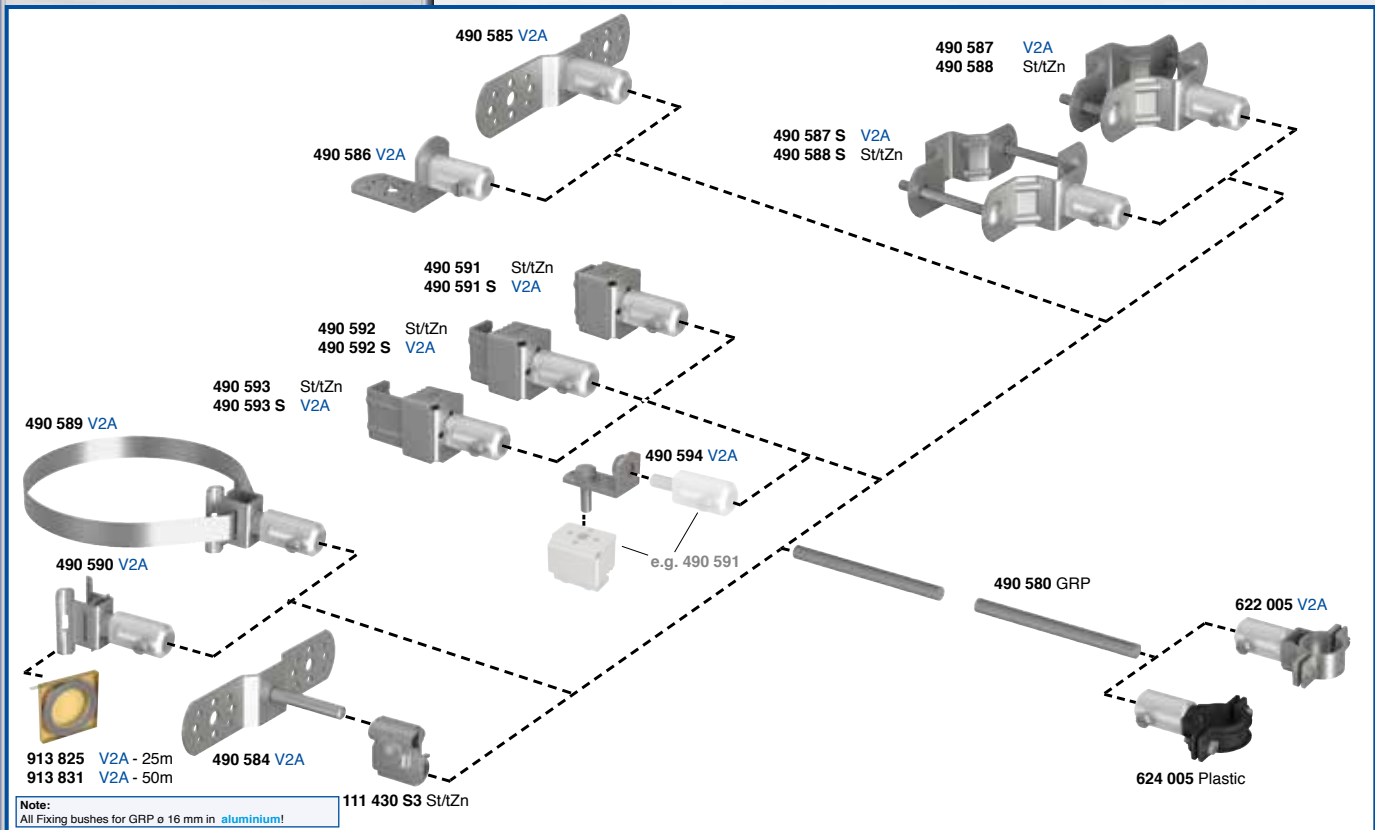 490 585 V2A
490 587 V2A
490 588 St/tZn
490 587 S V2A
490 588 S St/tZn
490 586 V2A
490 591 St/tZn
490 591 S V2A
490 592 St/tZn
490 592 S V2A
490 593 St/tZn
490 593 S V2A
490 589 V2A
490 594 V2A
e.g. 490 591
490 590 V2A
490 580 GRP
622 005 V2A
913 825 V2A - 25m
913 831 V2A - 50m
490 584 V2A
624 005 Plastic
111 430 S3 St/tZn
Note:
All Fixing bushes for GRP ø 16 mm in aluminium!